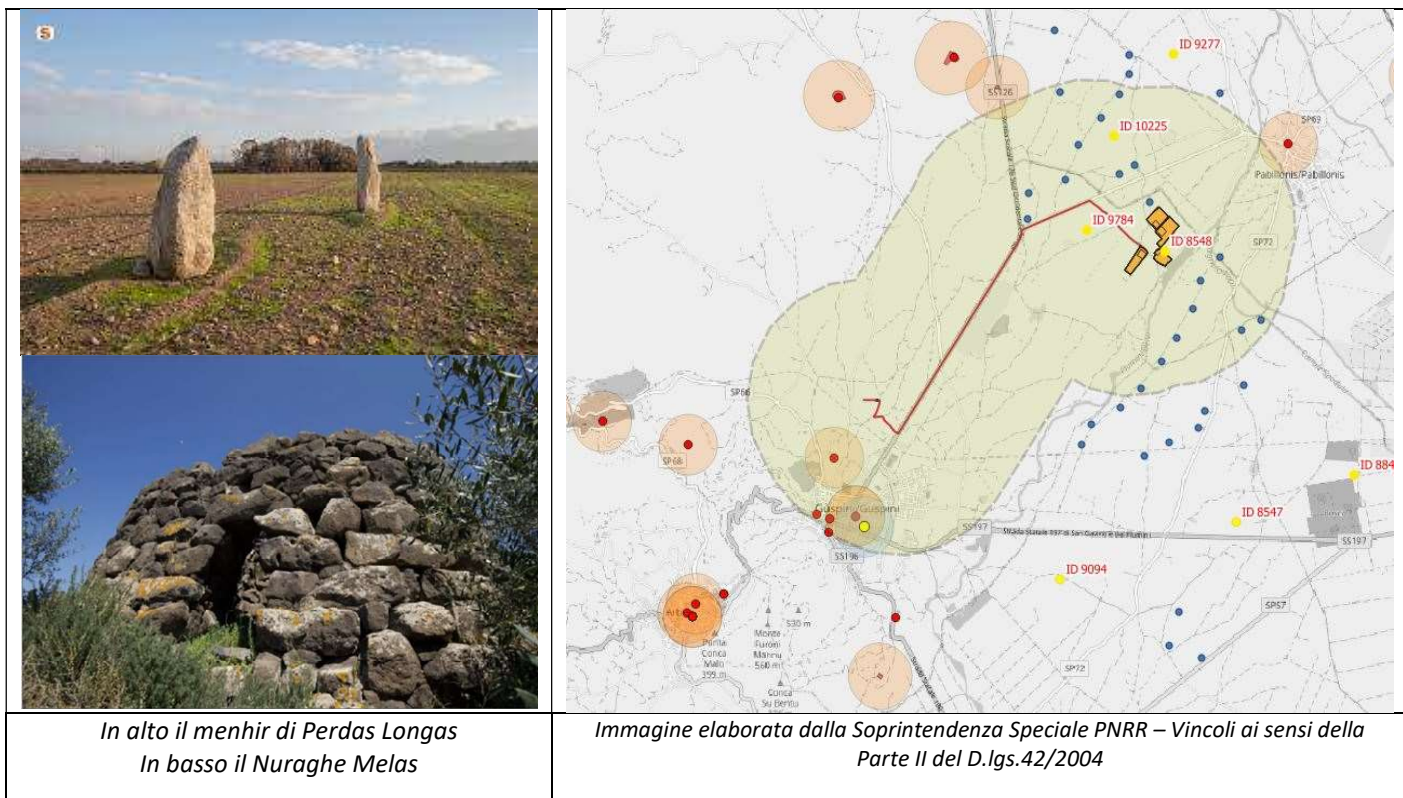 S
ID 9277
SS126
ID 10225
SP69
Pabillonis/Pabillonis
ID 9784
ID 8548
SP72
SP66
SP68
ID 884
Guspini/Guspini
ID 8547
SS197
Strada Statale 197 di San Gavino e del Flumini
SS197
SS196
ID 9094
SP57
530 m
Punta
Conca
Malo
399 m
Monte
Furoni
Mannu
560 m
SP72
Conca
Su Bentu
In alto il menhir di Perdas Longas
In basso il Nuraghe Melas
Immagine elaborata dalla Soprintendenza Speciale PNRR – Vincoli ai sensi della
Parte II del D.lgs.42/2004